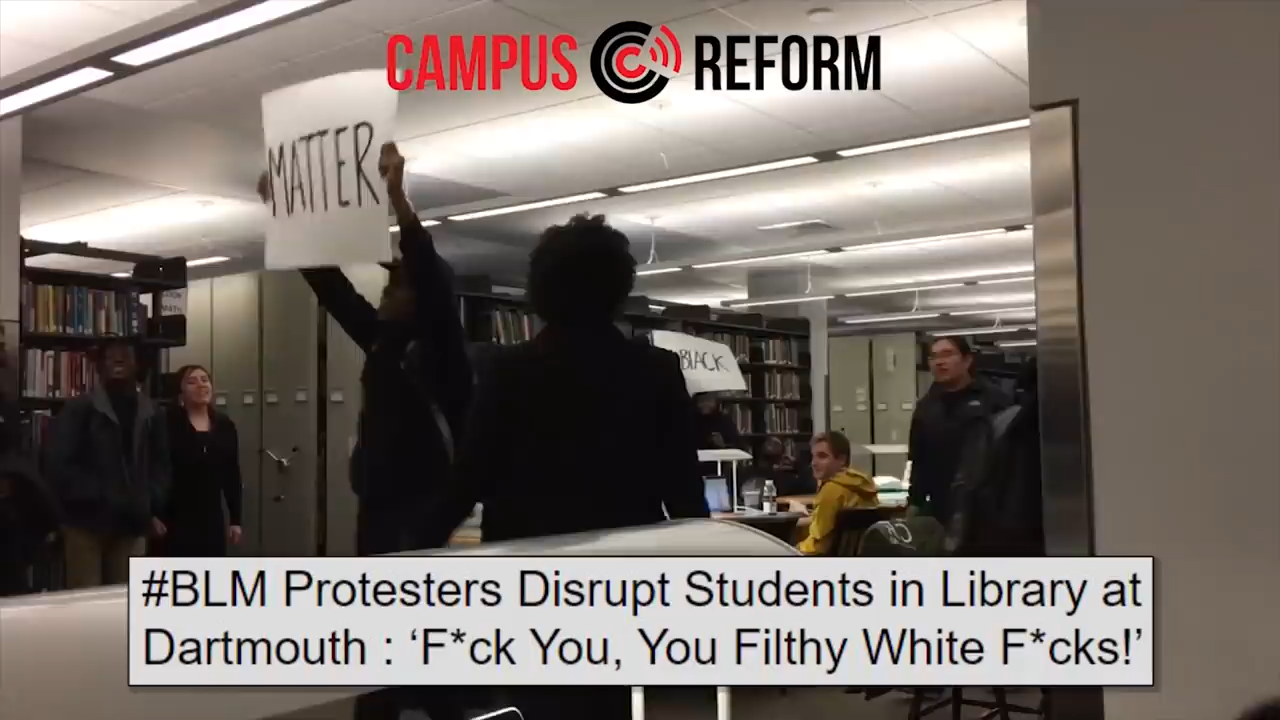 CAMPUS REFORM
MATTER
BLACK
#BLM Protesters Disrupt Students in Library at
Dartmouth : ‘F*ck You, You Filthy White F*cks!’